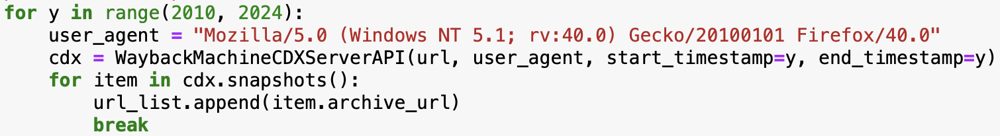 for y in range(2010, 2024):
    user_agent = "Mozilla/5.0 (Windows NT 5.1; rv:40.0) Gecko/20100101 Firefox/40.0"
    cdx = WaybackMachineCDXServerAPI(url, user_agent, start_timestamp=y, end_timestamp=y)
    for item in cdx.snapshots():
        url_list.append(item.archive_url)
        break